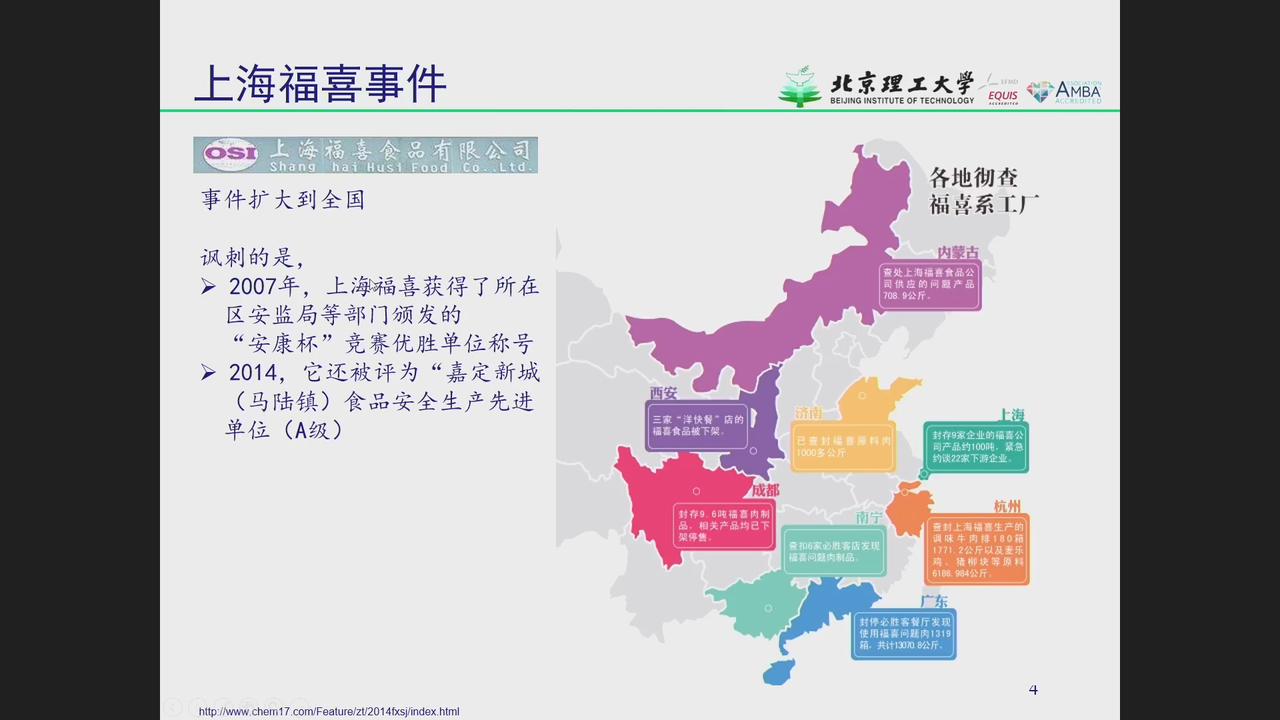 上海福喜事件
北京理工大學
BEIJING INSTITUTE OF TECHNOLOGY
EFMD
EQUIS
ACCREDITED
ASSOCIATION
AMBA
ACCREDITED
OSI
上海福喜食品有限公司
Shang hai Husi Food Co.,Ltd.
事件扩大到全国
讽刺的是，
2007年，上海福喜获得了所在
区安监局等部门颁发的
“安康杯”竞赛优胜单位称号
2014，它还被评为“嘉定新城
（马陆镇）食品安全生产先进
单位（A级）
各地彻查
福喜系工厂
内蒙古
查处上海福喜食品公
司供应的问题产品
708.9公斤。
西安
三家“洋快餐”店的
福喜食品被下架。
济南
已查封福喜原料肉
1000多公斤
上海
封存9家企业的福喜公
司产品约100吨，紧急
约谈22家下游企业。
成都
封存9.6吨福喜肉制
品，相关产品均已下
架停售。
南宁
查扣6家必胜客店发现
福喜问题肉制品。
杭州
查封上海福喜生产的
调味牛肉排180箱
1771.2公斤以及麦乐
鸡、猪柳块等原料
6186.984公斤。
广东
封停必胜客餐厅发现
使用福喜问题肉1319
箱，共计13070.8公斤。
4
http://www.chem17.com/Feature/zt/2014fxsj/index.html